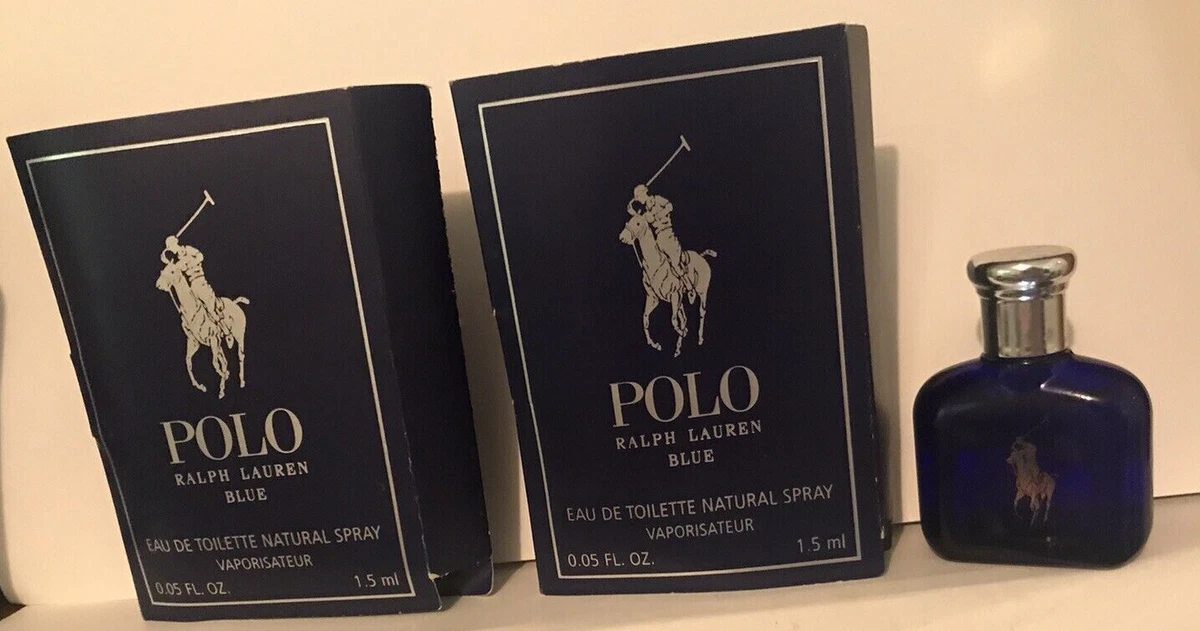 POLO
RALPH LAUREN
BLUE
EAU DE TOILETTE NATURAL SPRAY
VAPORISATEUR
0.05 FL. OZ. 1.5 ml
POLO
RALPH LAUREN
BLUE
EAU DE TOILETTE NATURAL SPRAY
VAPORISATEUR
0.05 FL. OZ. 1.5 ml